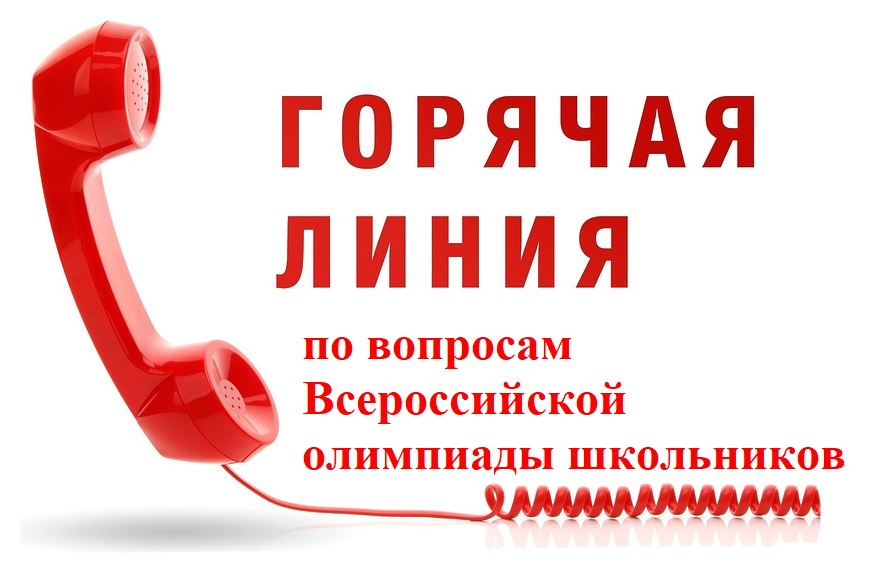 ГОРЯЧАЯ
ЛИНИЯ
по вопросам
Всероссийской
олимпиады школьников